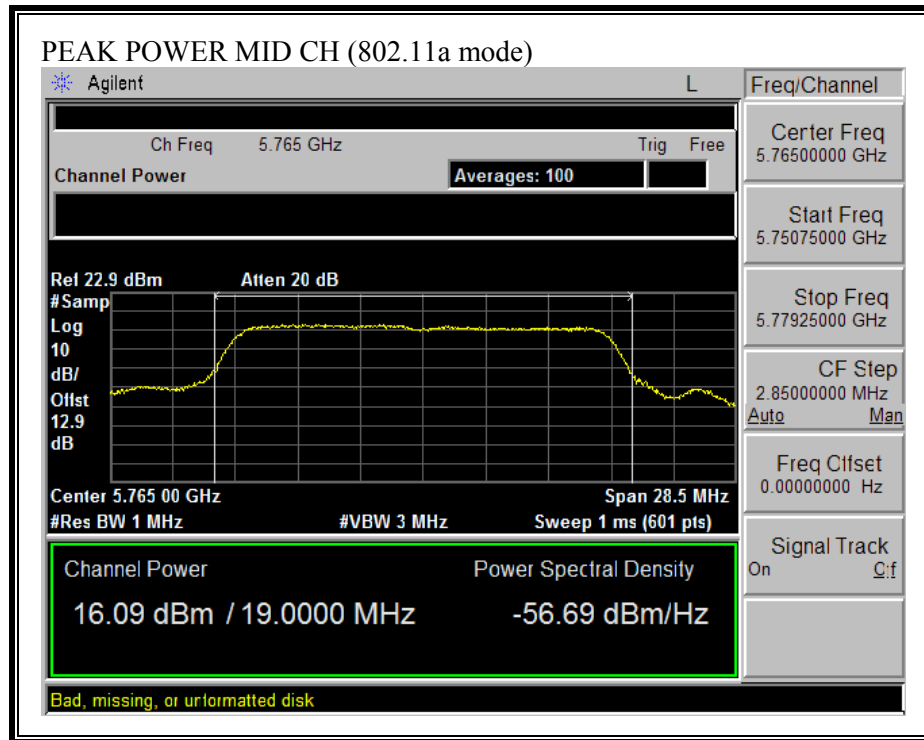 PEAK POWER MID CH (802.11a mode)
Agilent L Freq/Channel
Ch Freq 5.765 GHz Trig Free
Channel Power Averages: 100
Center Freq
5.76500000 GHz
Start Freq
5.75075000 GHz
Stop Freq
5.77925000 GHz
CF Step
2.85000000 MHz
Auto Man
Freq Offset
0.00000000 Hz
Signal Track
On Off
Ref 22.9 dBm Atten 20 dB
#Samp
Log
10
dB/
Offst
12.9
dB
Center 5.765 00 GHz Span 28.5 MHz
#Res BW 1 MHz #VBW 3 MHz Sweep 1 ms (601 pts)
Channel Power Power Spectral Density
16.09 dBm / 19.0000 MHz -56.69 dBm/Hz
Bad, missing, or unformatted disk